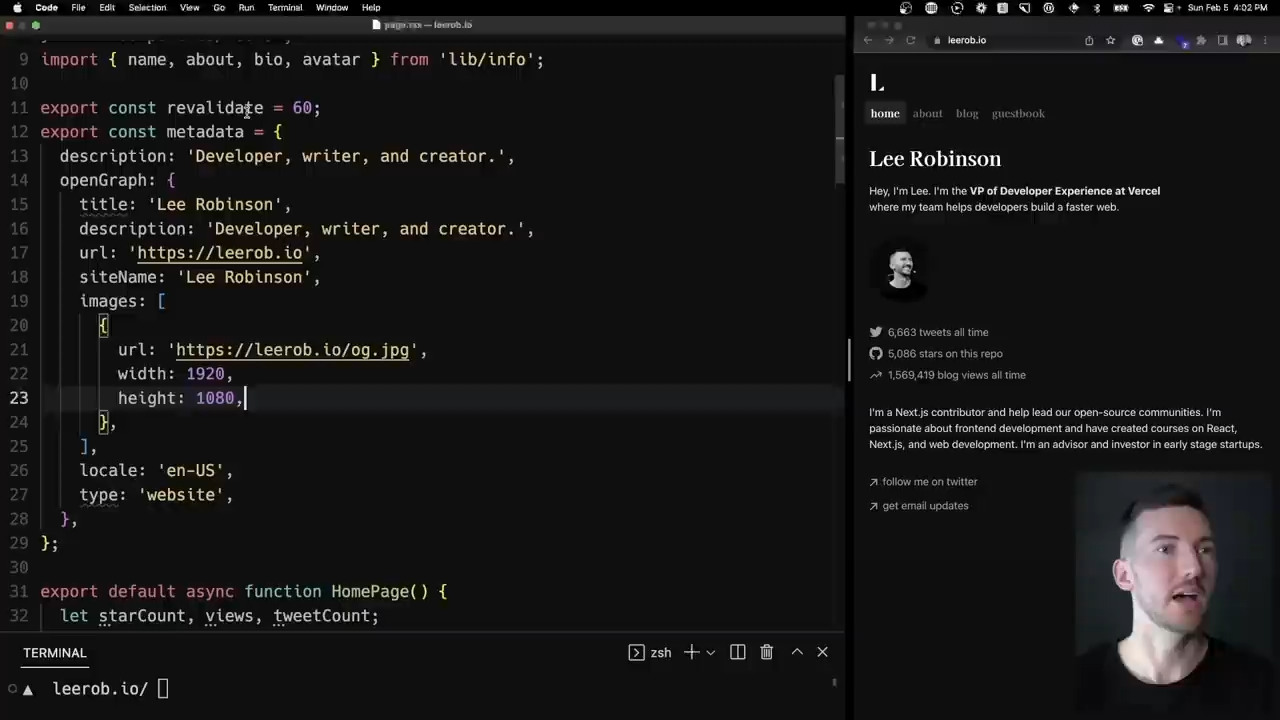 Code File Edit Selection View Go Run Terminal Window Help
Sun Feb 5 4:02 PM
page.tsx — leerob.io
9 import { name, about, bio, avatar } from 'lib/info';
10
11 export const revalidate = 60;
12 export const metadata = {
13 description: 'Developer, writer, and creator.',
14 openGraph: {
15 title: 'Lee Robinson',
16 description: 'Developer, writer, and creator.',
17 url: 'https://leerob.io',
18 siteName: 'Lee Robinson',
19 images: [
20 {
21 url: 'https://leerob.io/og.jpg',
22 width: 1920,
23 height: 1080,
24 },
25 ],
26 locale: 'en-US',
27 type: 'website',
28 },
29 };
30
31 export default async function HomePage() {
32 let starCount, views, tweetCount;
TERMINAL
zsh
leerob.io/
leerob.io
L
home about blog guestbook
Lee Robinson
Hey, I'm Lee. I'm the VP of Developer Experience at Vercel
where my team helps developers build a faster web.
6,663 tweets all time
5,086 stars on this repo
1,569,419 blog views all time
I'm a Next.js contributor and help lead our open-source communities. I'm
passionate about frontend development and have created courses on React,
Next.js, and web development. I'm an advisor and investor in early stage startups.
follow me on twitter
get email updates